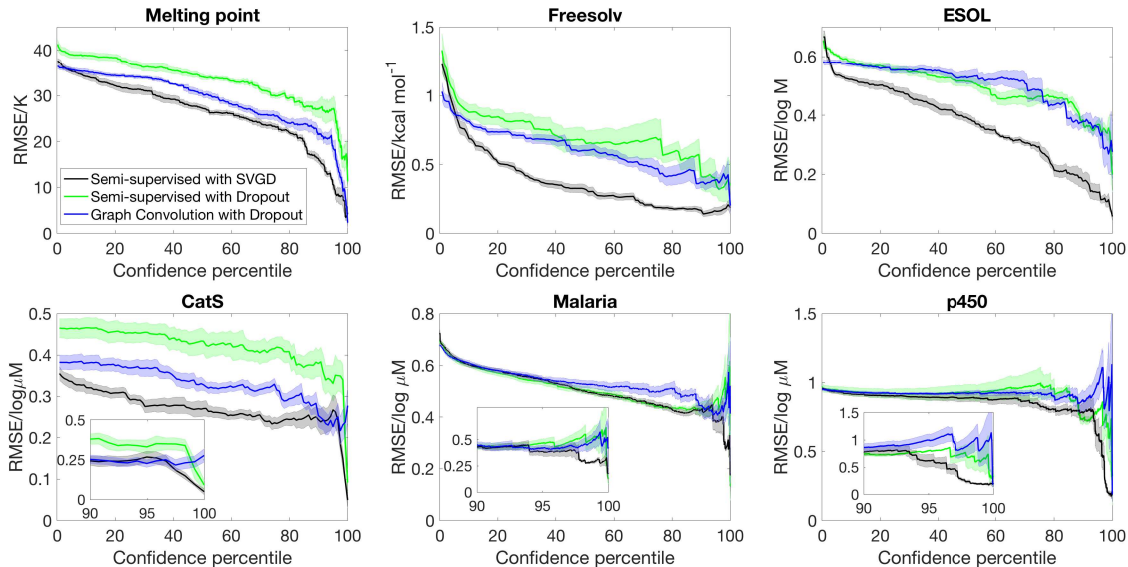 Melting point
RMSE/K
40
30
20
10
0
Semi-supervised with SVGD
Semi-supervised with Dropout
Graph Convolution with Dropout
0 20 40 60 80 100
Confidence percentile
Freesolv
RMSE/kcal mol⁻¹
1.5
1
0.5
0
0 20 40 60 80 100
Confidence percentile
ESOL
RMSE/log M
0.6
0.4
0.2
0
0 20 40 60 80 100
Confidence percentile
CatS
RMSE/logμM
0.5
0.4
0.3
0.2
0.1
0
0.5
0.25
0
90 95 100
0 20 40 60 80 100
Confidence percentile
Malaria
RMSE/log μM
0.8
0.6
0.4
0.2
0
0.5
0.25
0
90 95 100
0 20 40 60 80 100
Confidence percentile
p450
RMSE/log μM
1.5
1
0.5
0
1.5
1
0.5
0
90 95 100
0 20 40 60 80 100
Confidence percentile